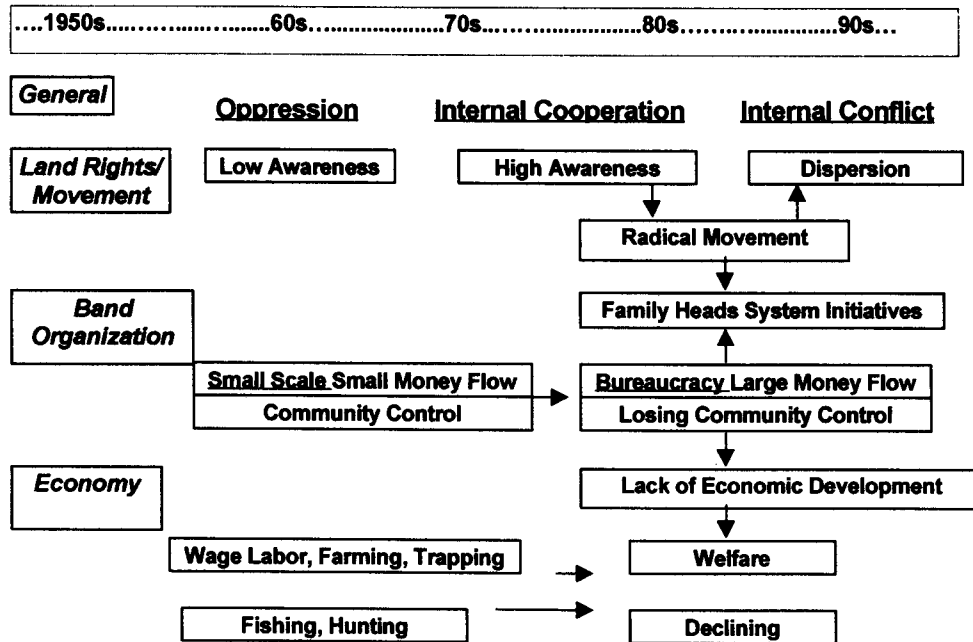 ....1950s....…...…........60s….....................70s..……..................80s…..……...............90s…
General
Oppression Internal Cooperation Internal Conflict
Land Rights/ Low Awareness High Awareness Dispersion
Movement
Radical Movement
Band Family Heads System Initiatives
Organization
Small Scale Small Money Flow Bureaucracy Large Money Flow
Community Control Losing Community Control
Economy Lack of Economic Development
Wage Labor, Farming, Trapping Welfare
Fishing, Hunting Declining